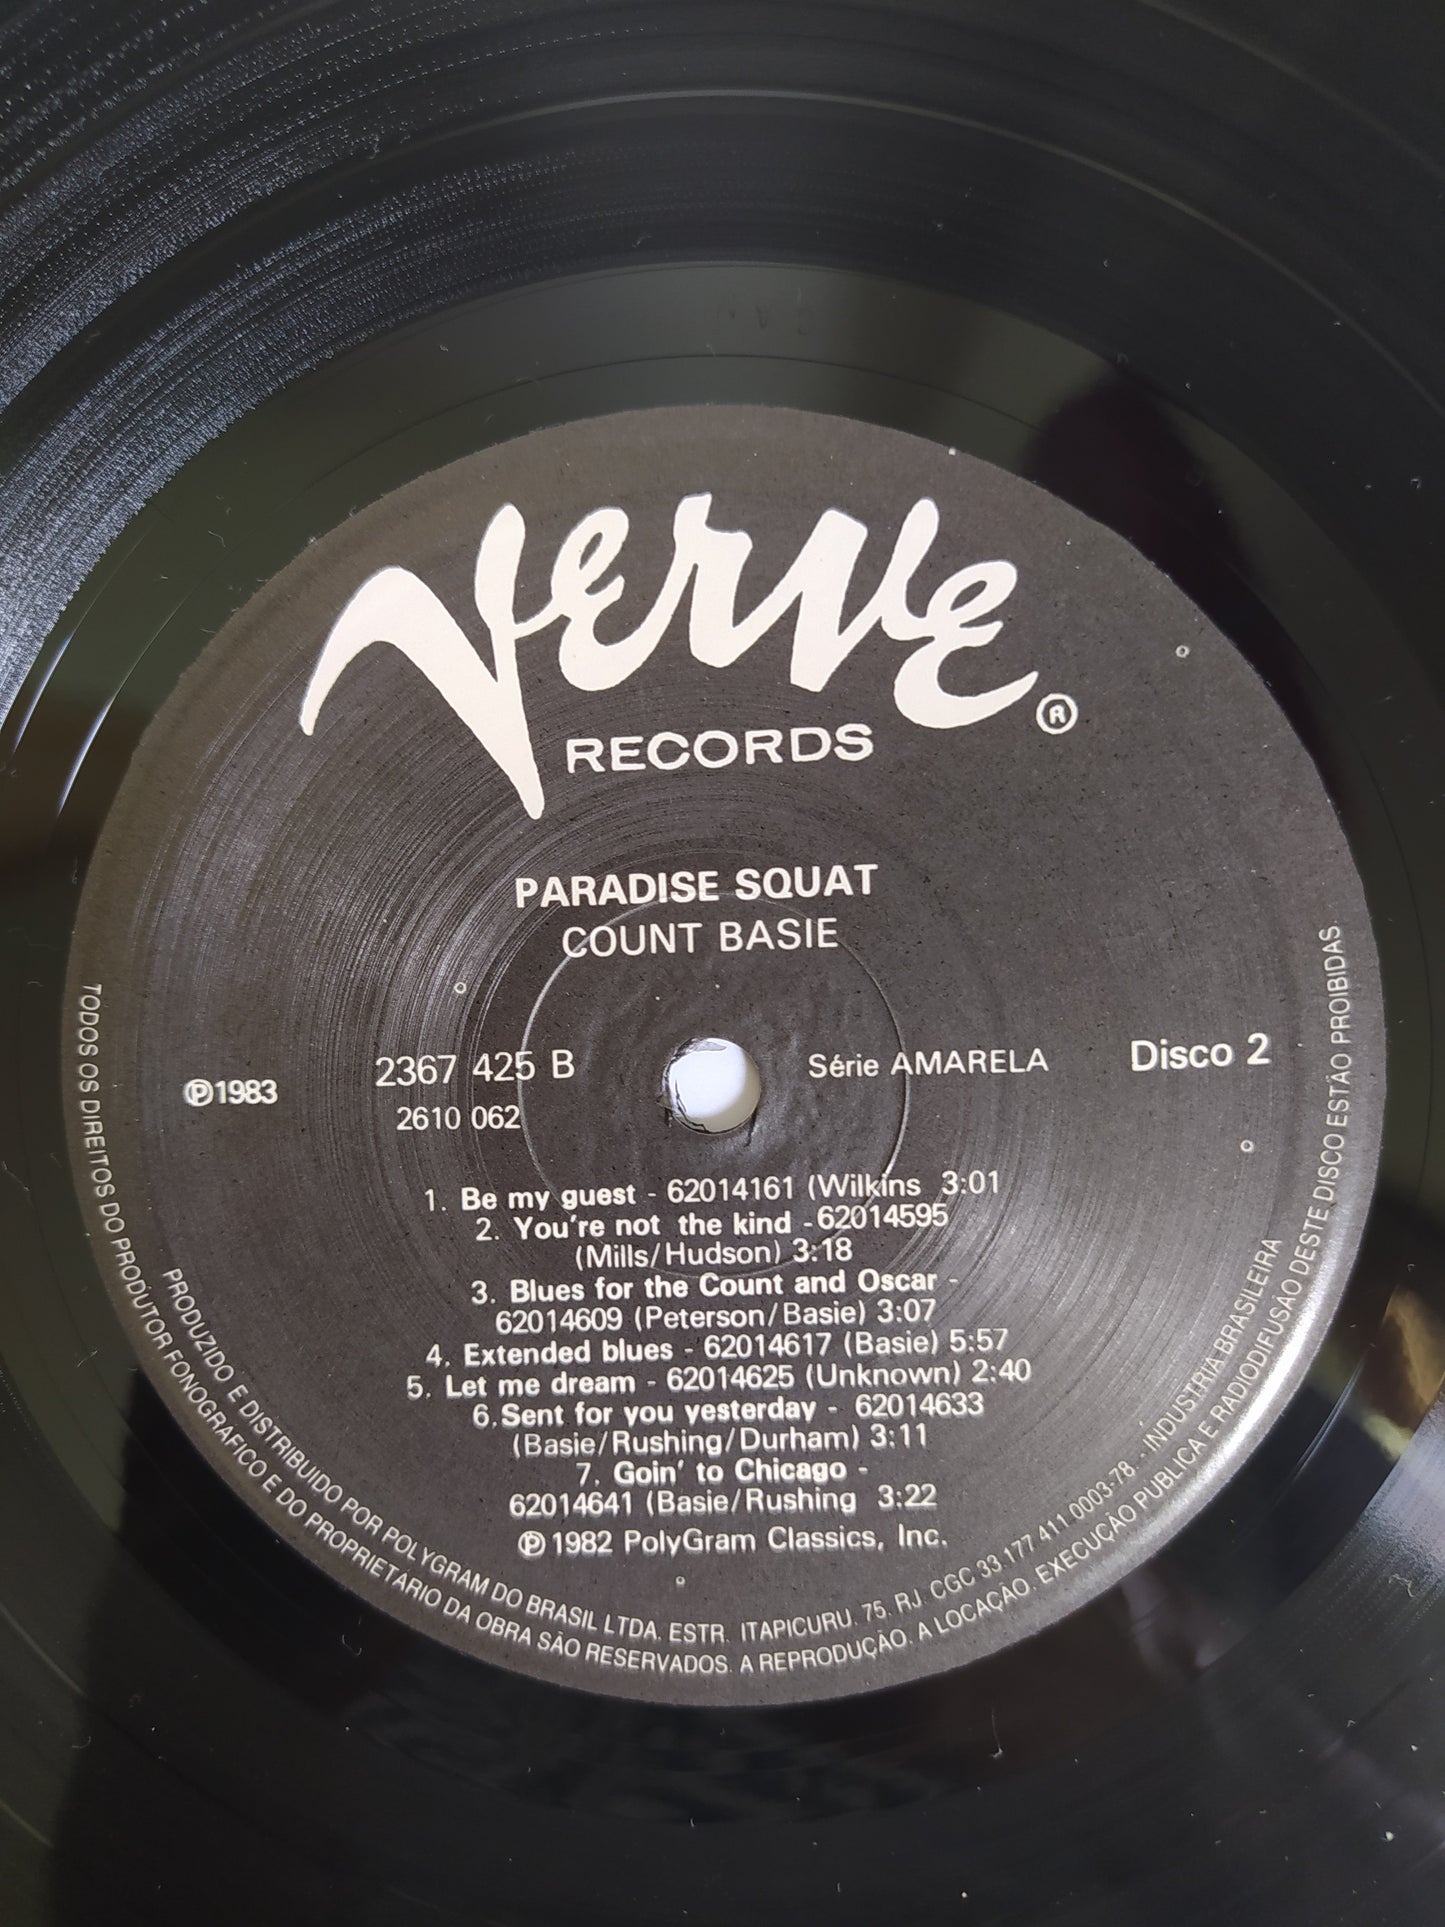 Verve ®
RECORDS
PARADISE SQUAT
COUNT BASIE
℗1983
2367 425 B
2610 062
Série AMARELA
Disco 2
1. Be my guest - 62014161 (Wilkins 3:01
2. You're not the kind - 62014595
(Mills/Hudson) 3:18
3. Blues for the Count and Oscar -
62014609 (Peterson/Basie) 3:07
4. Extended blues - 62014617 (Basie) 5:57
5. Let me dream - 62014625 (Unknown) 2:40
6. Sent for you yesterday - 62014633
(Basie/Rushing/Durham) 3:11
7. Goin' to Chicago -
62014641 (Basie/Rushing 3:22
℗ 1982 PolyGram Classics, Inc.
PRODUZIDO E DISTRIBUIDO POR POLYGRAM DO BRASIL LTDA. ESTR. ITAPICURU. 75. RJ. CGC 33.177.411.0003-78. - INDUSTRIA BRASILEIRA
TODOS OS DIREITOS DO PRODUTOR FONOGRAFICO E DO PROPRIETARIO DA OBRA SÃO RESERVADOS. A REPRODUÇÃO. A LOCAÇÃO. EXECUÇÃO PUBLICA E RADIODIFUSÃO DESTE DISCO ESTÃO PROIBIDAS